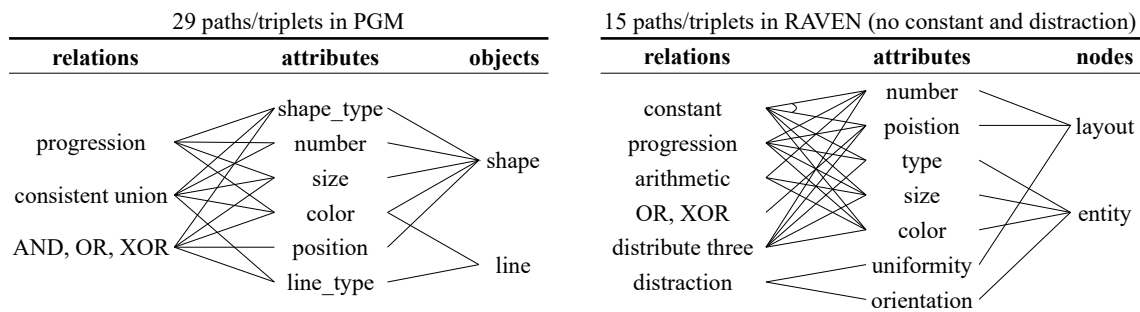 29 paths/triplets in PGM
relations attributes objects
shape_type
progression number
shape
size
consistent union
color
AND, OR, XOR position
line
line_type
15 paths/triplets in RAVEN (no constant and distraction)
relations attributes nodes
number
constant
poistion layout
progression
type
arithmetic
size
OR, XOR entity
color
distribute three
uniformity
distraction
orientation